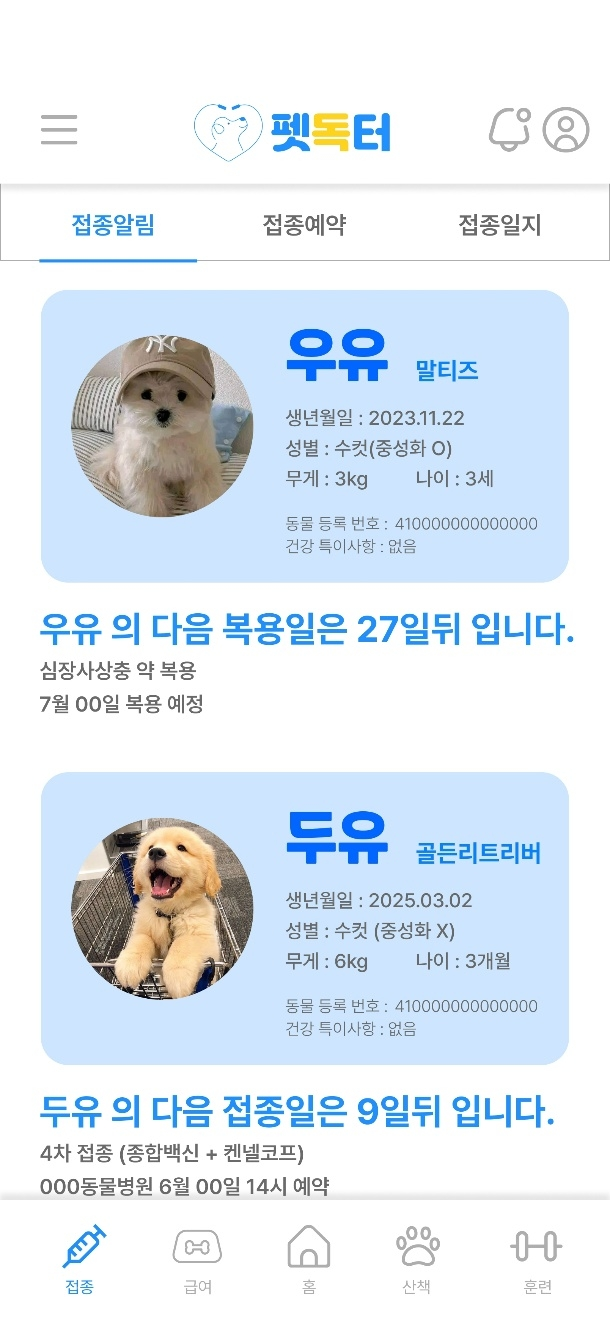 펫독터
접종알림 접종예약 접종일지
NY
우유 말티즈
생년월일 : 2023.11.22
성별 : 수컷(중성화 O)
무게 : 3kg 나이 : 3세
동물 등록 번호 : 410000000000000
건강 특이사항 : 없음
우유 의 다음 복용일은 27일뒤 입니다.
심장사상충 약 복용
7월 00일 복용 예정
두유 골든리트리버
생년월일 : 2025.03.02
성별 : 수컷 (중성화 X)
무게 : 6kg 나이 : 3개월
동물 등록 번호 : 410000000000000
건강 특이사항 : 없음
두유 의 다음 접종일은 9일뒤 입니다.
4차 접종 (종합백신 + 켄넬코프)
000동물병원 6월 00일 14시 예약
접종 급여 홈 산책 훈련